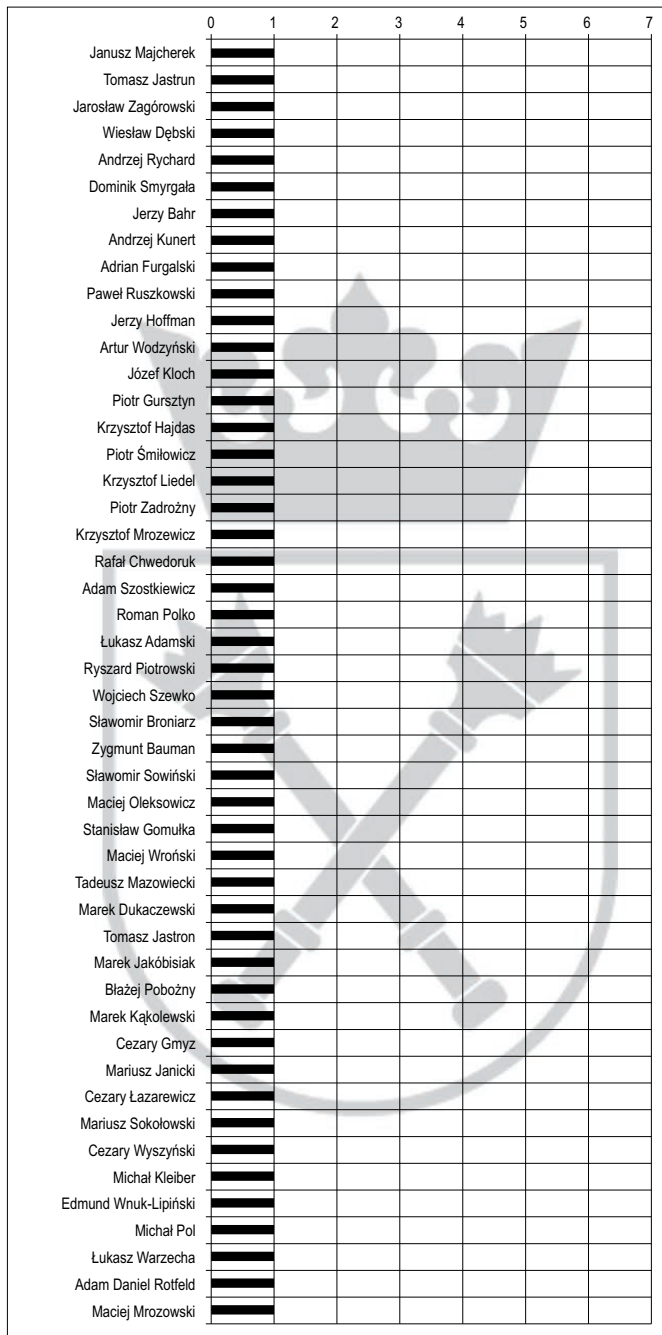 0 1 2 3 4 5 6 7
Janusz Majcherek
Tomasz Jastrun
Jarosław Zagórowski
Wiesław Dębski
Andrzej Rychard
Dominik Smyrgała
Jerzy Bahr
Andrzej Kunert
Adrian Furgalski
Paweł Ruszkowski
Jerzy Hoffman
Artur Wodzyński
Józef Kloch
Piotr Gursztyn
Krzysztof Hajdas
Piotr Śmiłowicz
Krzysztof Liedel
Piotr Zadrożny
Krzysztof Mrozewicz
Rafał Chwedoruk
Adam Szostkiewicz
Roman Polko
Łukasz Adamski
Ryszard Piotrowski
Wojciech Szewko
Sławomir Broniarz
Zygmunt Bauman
Sławomir Sowiński
Maciej Oleksowicz
Stanisław Gomułka
Maciej Wroński
Tadeusz Mazowiecki
Marek Dukaczewski
Tomasz Jastron
Marek Jakóbisiak
Błażej Pobożny
Marek Kąkolewski
Cezary Gmyz
Mariusz Janicki
Cezary Łazarewicz
Mariusz Sokołowski
Cezary Wyszyński
Michał Kleiber
Edmund Wnuk-Lipiński
Michał Pol
Łukasz Warzecha
Adam Daniel Rotfeld
Maciej Mrozowski